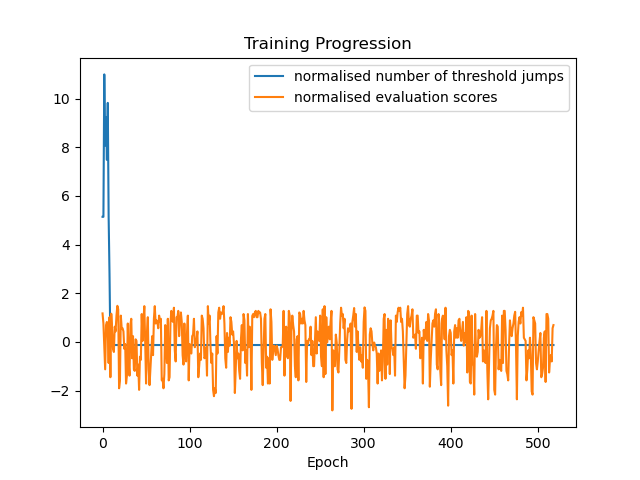 Training Progression
normalised number of threshold jumps
normalised evaluation scores
10
8
6
4
2
0
−2
0 100 200 300 400 500
Epoch